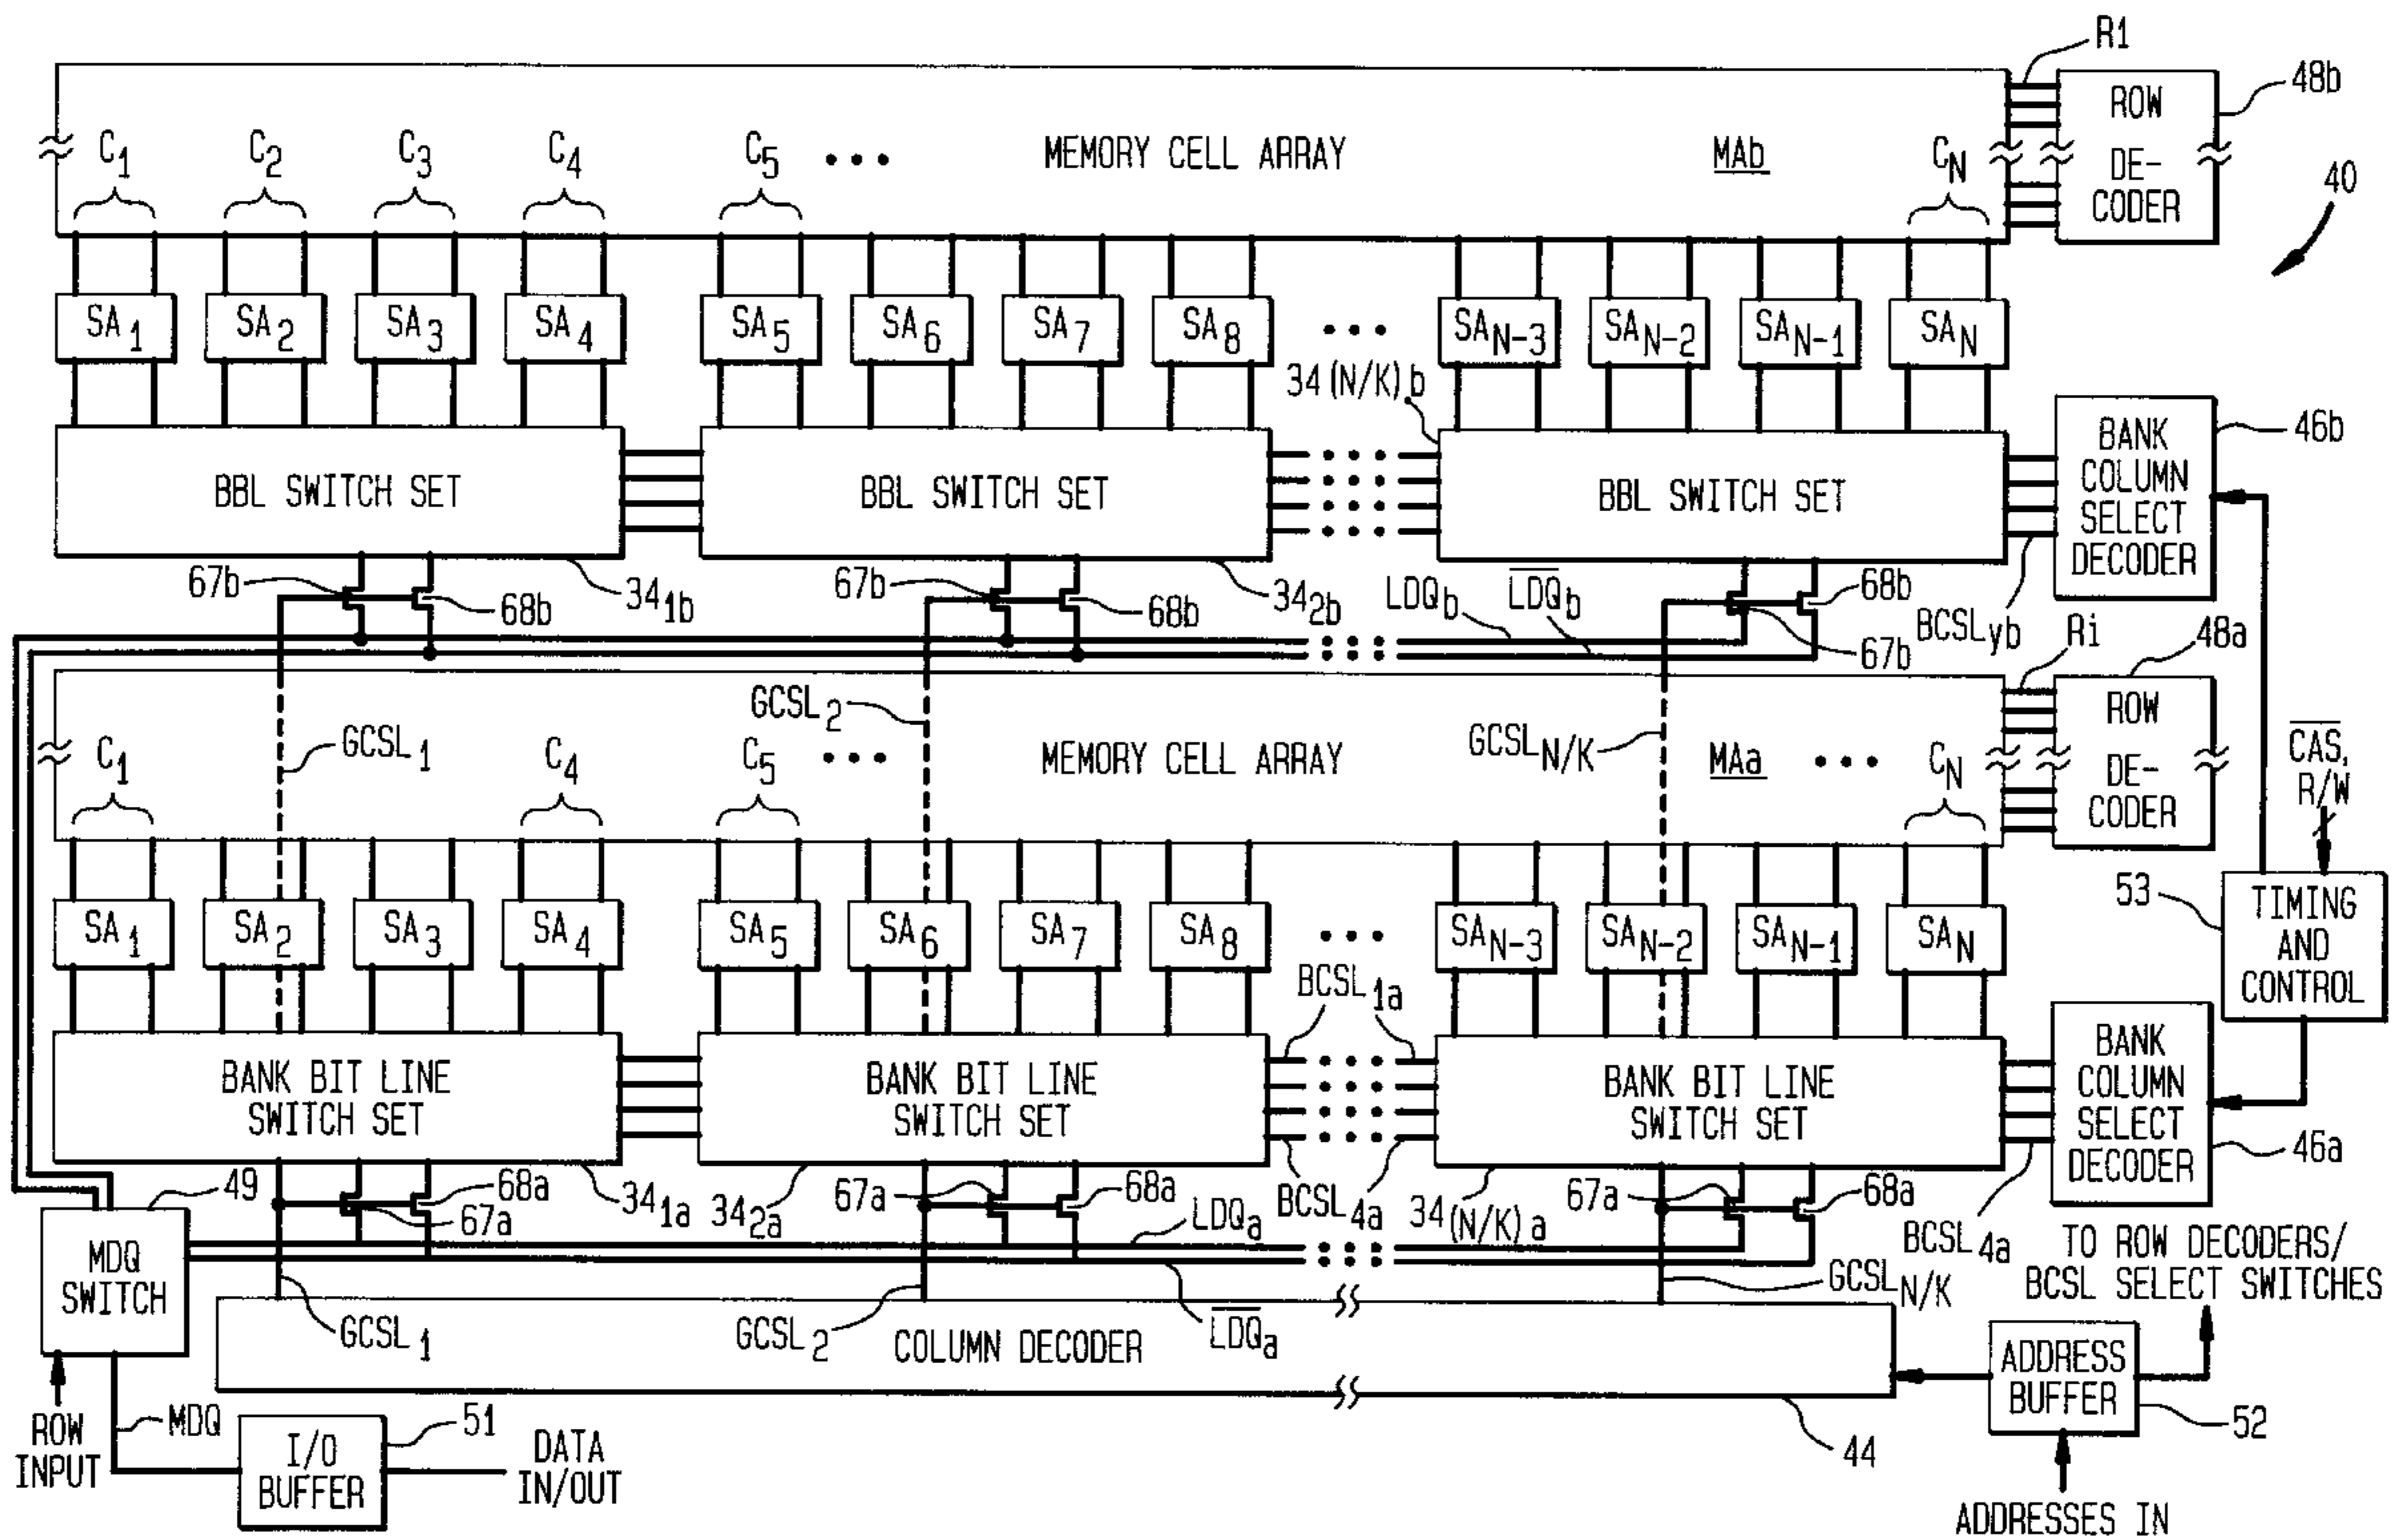 R1
48b
ROW
DE-
CODER
C1 C2 C3 C4 C5 ••• MEMORY CELL ARRAY MAb CN
40
SA1 SA2 SA3 SA4 SA5 SA6 SA7 SA8 ••• SAN-3 SAN-2 SAN-1 SAN
34(N/K)b
BBL SWITCH SET BBL SWITCH SET BBL SWITCH SET
BANK
COLUMN
SELECT
DECODER
46b
67b 68b 341b 67b 68b 342b LDQb L̅D̅Q̅b 68b 67b BCSLyb
Ri 48a
ROW
DE-
CODER
GCSL1 GCSL2 GCSLN/K
C1 C4 C5 ••• MEMORY CELL ARRAY MAa ••• CN
C̅A̅S̅,
R/W
SA1 SA2 SA3 SA4 SA5 SA6 SA7 SA8 ••• SAN-3 SAN-2 SAN-1 SAN
53
TIMING
AND
CONTROL
BCSL1a
BANK BIT LINE
SWITCH SET
BANK BIT LINE
SWITCH SET
BANK BIT LINE
SWITCH SET
BANK
COLUMN
SELECT
DECODER
46a
49 67a 68a 341a 342a 67a 68a BCSL4a 34(N/K)a 67a 68a BCSL4a
LDQa
L̅D̅Q̅a
MDQ
SWITCH
GCSL1 GCSL2 GCSLN/K
TO ROW DECODERS/
BCSL SELECT SWITCHES
COLUMN DECODER
44
ADDRESS
BUFFER
52
ROW
INPUT
MDQ
I/O
BUFFER
51
DATA
IN/OUT
ADDRESSES IN